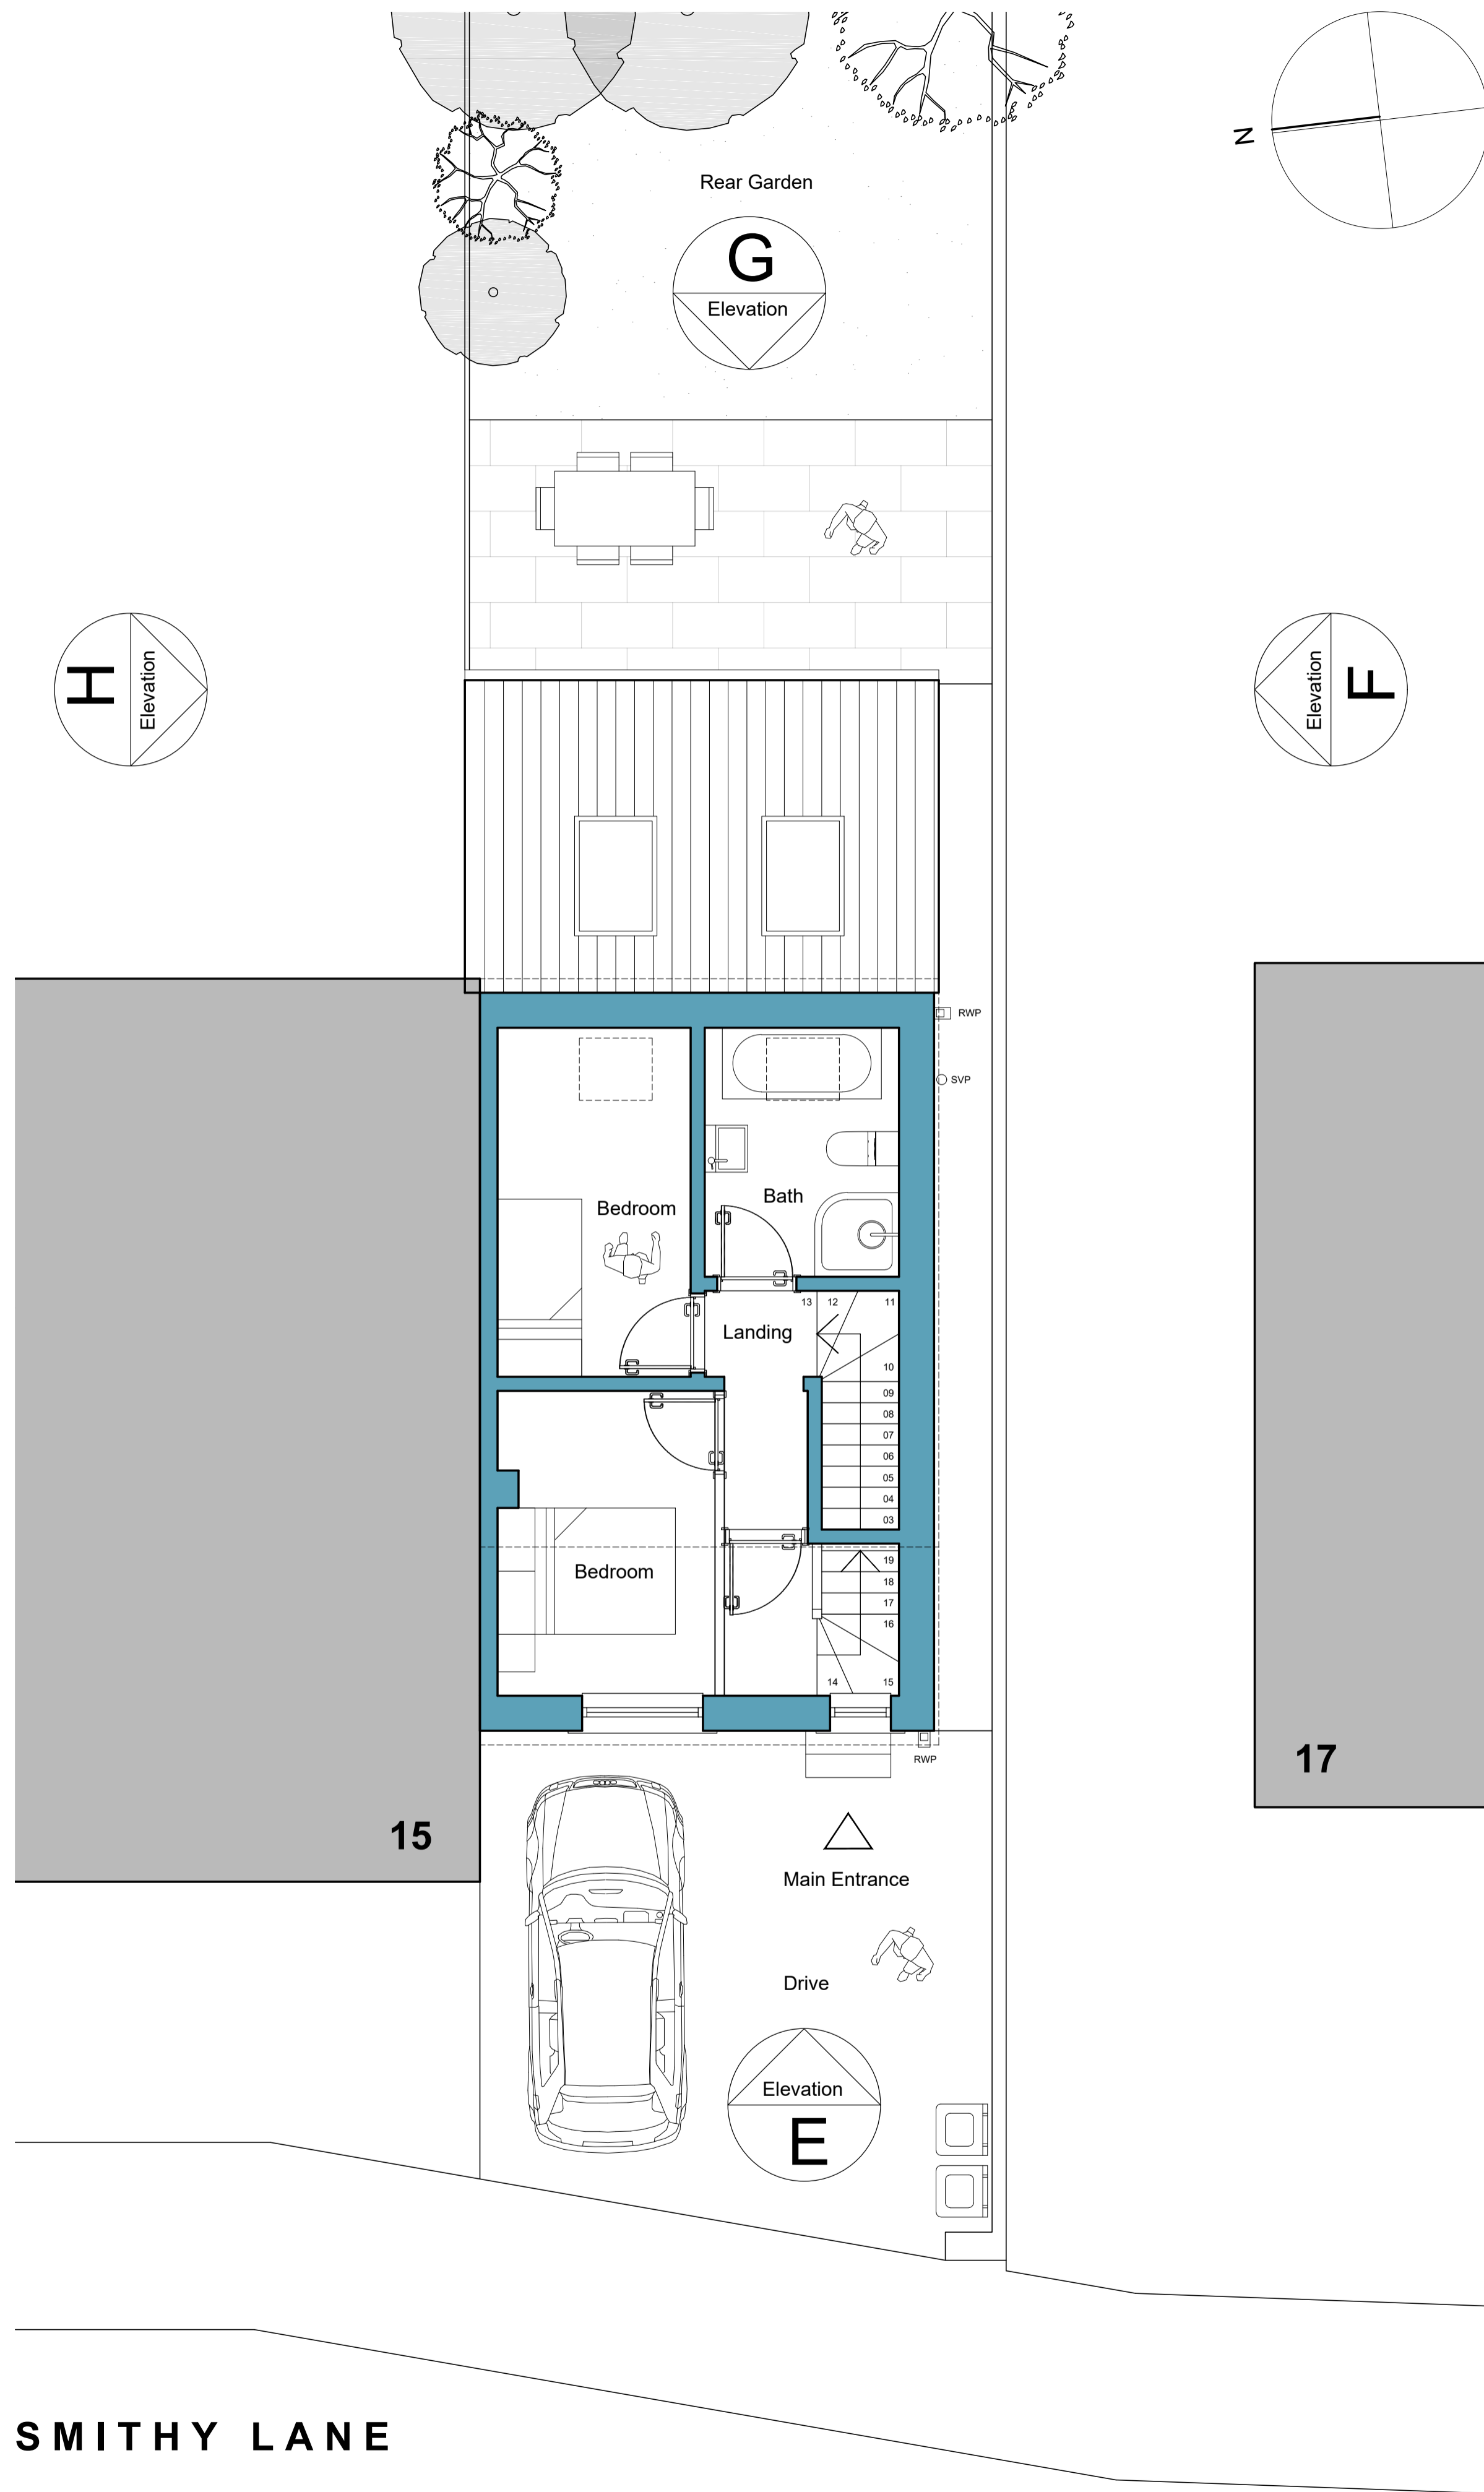 N
Rear Garden
G
Elevation
H
Elevation
Elevation
F
RWP
SVP
Bath
Bedroom
13
12
11
Landing
10
09
08
07
06
05
04
03
19
Bedroom
18
17
16
14
15
RWP
17
15
Main Entrance
Drive
Elevation
E
SMITHY LANE